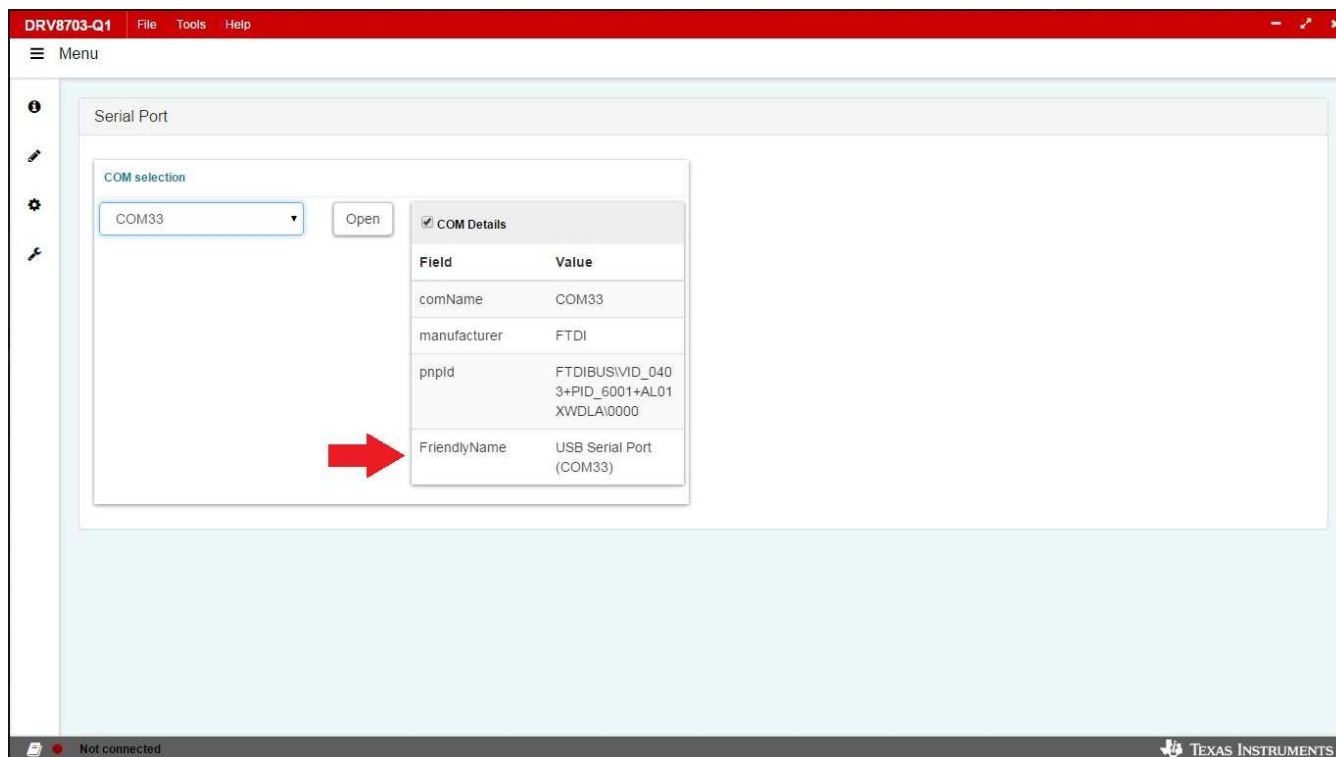 DRV8703-Q1 File Tools Help
Menu
Serial Port
COM selection
COM33 Open
COM Details
Field Value
comName COM33
manufacturer FTDI
pnpId FTDIBUS\VID_040
3+PID_6001+AL01
XWDLA\0000
FriendlyName USB Serial Port
(COM33)
Not connected
TEXAS INSTRUMENTS